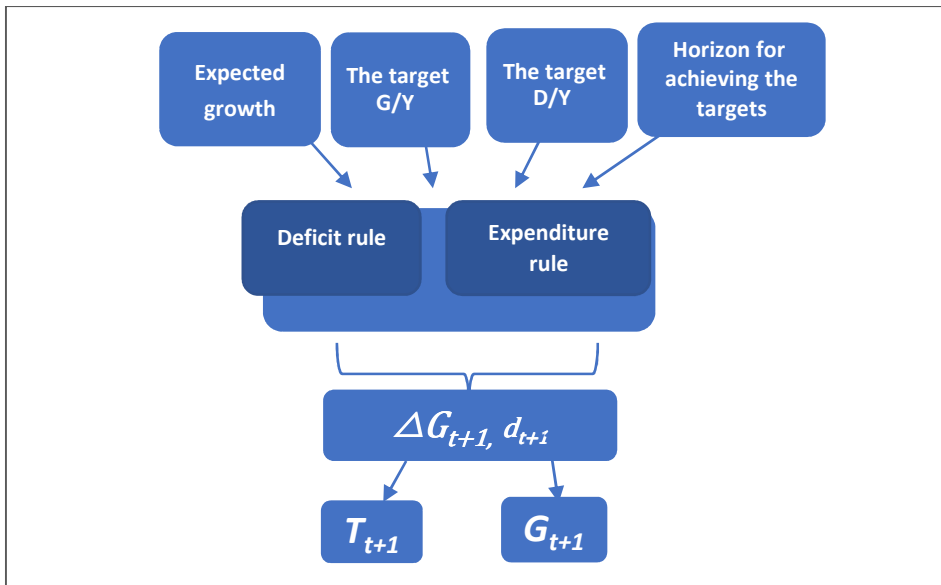 Expected
growth
The target
G/Y
The target
D/Y
Horizon for
achieving the
targets
Deficit rule
Expenditure
rule
ΔG_{t+1}, d_{t+1}
T_{t+1}
G_{t+1}